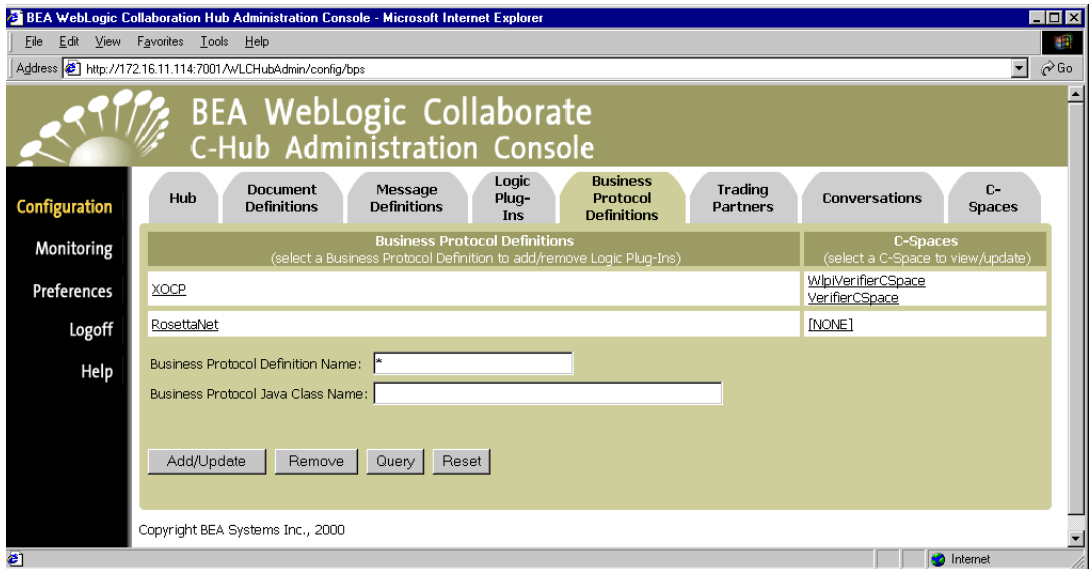 BEA WebLogic Collaboration Hub Administration Console - Microsoft Internet Explorer
File Edit View Favorites Tools Help
Address http://172.16.11.114:7001/WLCHubAdmin/config/bps Go
BEA WebLogic Collaborate
C-Hub Administration Console
Configuration
Monitoring
Preferences
Logoff
Help
Hub
Document
Definitions
Message
Definitions
Logic
Plug-
Ins
Business
Protocol
Definitions
Trading
Partners
Conversations
C-
Spaces
Business Protocol Definitions
(select a Business Protocol Definition to add/remove Logic Plug-Ins)
C-Spaces
(select a C-Space to view/update)
XOCP
WlpiVerifierCSpace
VerifierCSpace
RosettaNet
[NONE]
Business Protocol Definition Name: *
Business Protocol Java Class Name:
Add/Update Remove Query Reset
Copyright BEA Systems Inc., 2000
Internet